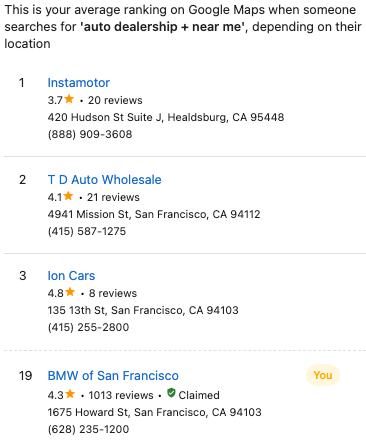 This is your average ranking on Google Maps when someone
searches for 'auto dealership + near me', depending on their
location
1 Instamotor
3.7★ • 20 reviews
420 Hudson St Suite J, Healdsburg, CA 95448
(888) 909-3608
2 T D Auto Wholesale
4.1★ • 21 reviews
4941 Mission St, San Francisco, CA 94112
(415) 587-1275
3 Ion Cars
4.8★ • 8 reviews
135 13th St, San Francisco, CA 94103
(415) 255-2800
19 BMW of San Francisco You
4.3★ • 1013 reviews • Claimed
1675 Howard St, San Francisco, CA 94103
(628) 235-1200